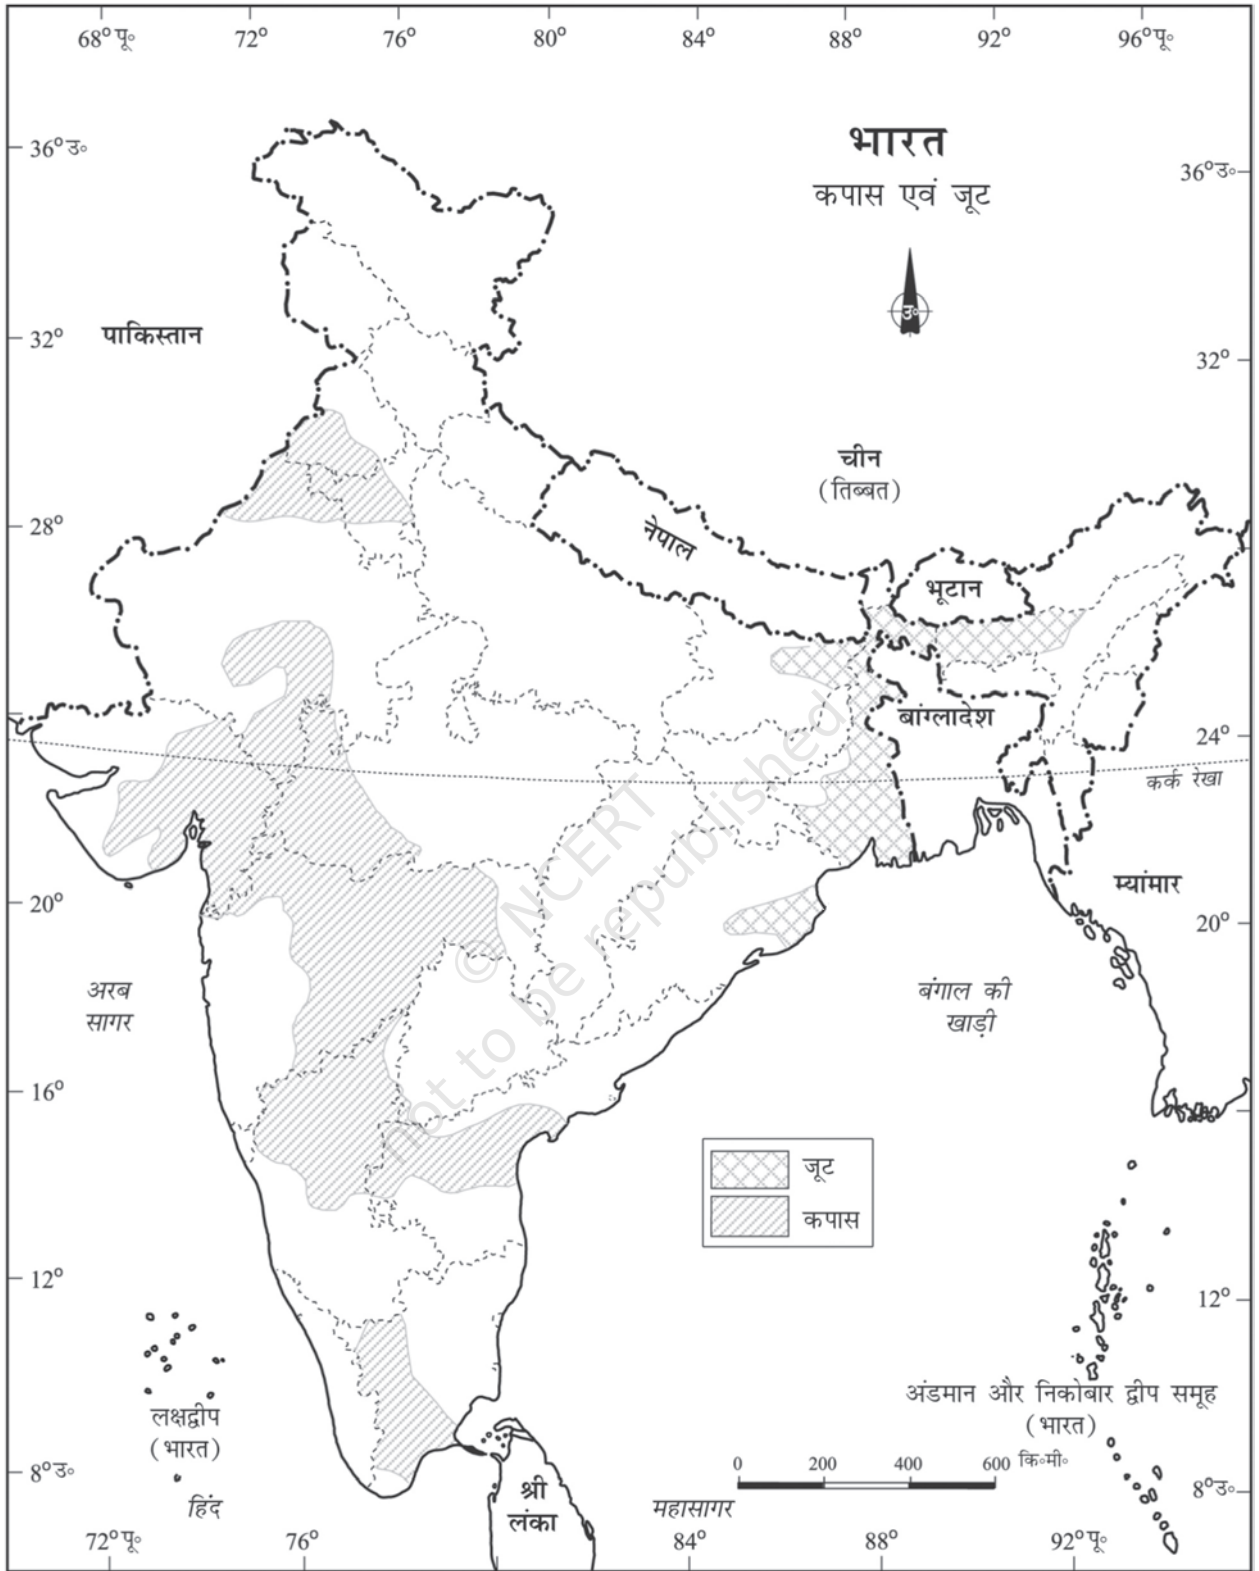 68°पू॰ 72° 76° 80° 84° 88° 92° 96°पू॰
भारत
कपास एवं जूट
36°उ॰
36°उ॰
उ॰
पाकिस्तान
32°
32°
चीन
(तिब्बत)
28°
नेपाल
भूटान
बांग्लादेश
24°
कर्क रेखा
© NCERT
not to be republished
म्यांमार
20°
20°
अरब
सागर
बंगाल की
खाड़ी
16°
जूट
कपास
12°
12°
अंडमान और निकोबार द्वीप समूह
(भारत)
लक्षद्वीप
(भारत)
0 200 400 600 कि॰मी॰
8°उ॰
8°उ॰
हिंद
श्री
लंका
महासागर
72°पू॰ 76° 84° 88° 92°पू॰